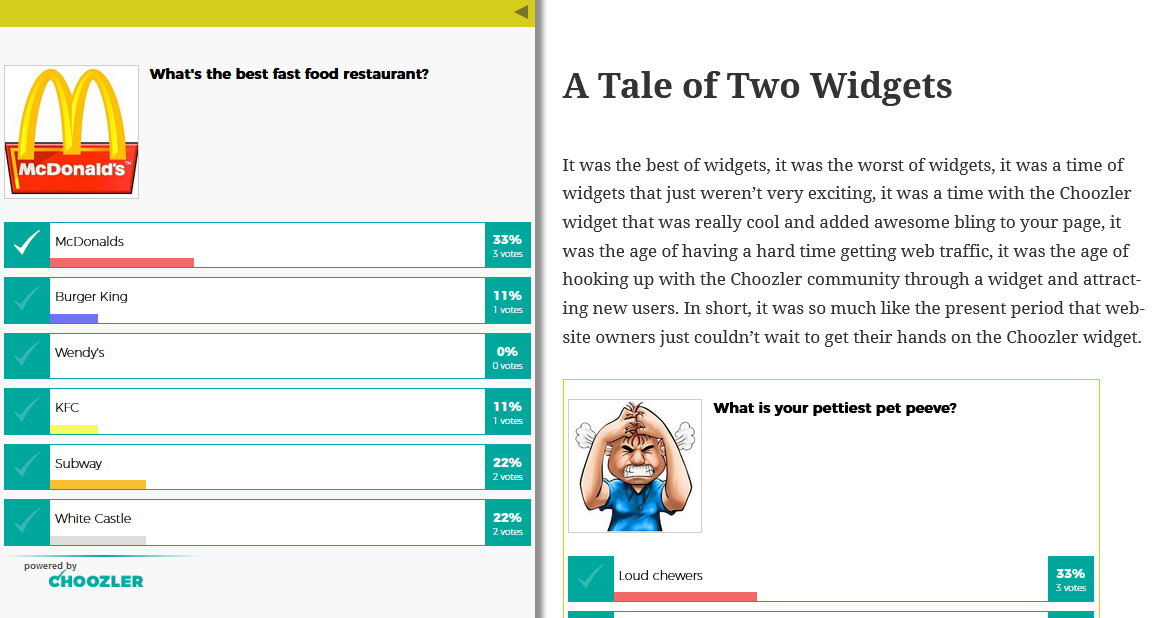 What's the best fast food restaurant?
McDonald's™
McDonalds
33%
3 votes
Burger King
11%
1 votes
Wendy's
0%
0 votes
KFC
11%
1 votes
Subway
22%
2 votes
White Castle
22%
2 votes
powered by
CHOOZLER
A Tale of Two Widgets
It was the best of widgets, it was the worst of widgets, it was a time of
widgets that just weren’t very exciting, it was a time with the Choozler
widget that was really cool and added awesome bling to your page, it
was the age of having a hard time getting web traffic, it was the age of
hooking up with the Choozler community through a widget and attract-
ing new users. In short, it was so much like the present period that web-
site owners just couldn’t wait to get their hands on the Choozler widget.
What is your pettiest pet peeve?
Loud chewers
33%
3 votes